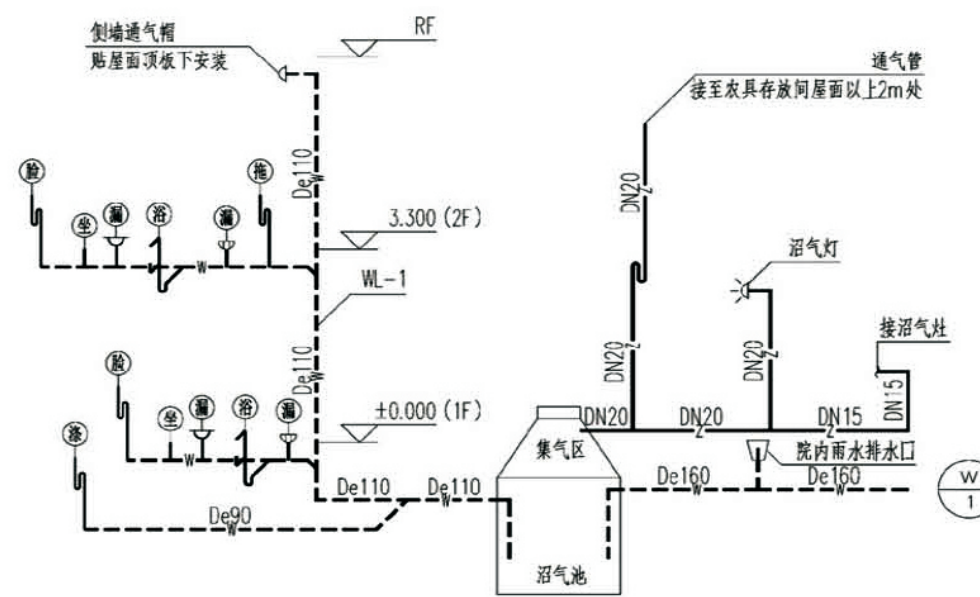 侧墙通气帽
贴屋面顶板下安装
RF
通气管
接至农具存放间屋面以上2m处
De110
W
DN20
Z
脸
坐
漏
浴
漏
拖
3.300 (2F)
W
沼气灯
WL-1
接沼气灶
De110
W
DN20
Z
DN20
Z
DN15
脸
坐
漏
浴
漏
涤
±0.000 (1F)
W
DN20
DN20
Z
DN15
Z
集气区
院内雨水排水口
De110
De110
W
De160
W
De160
W
W
1
De90
W
沼气池